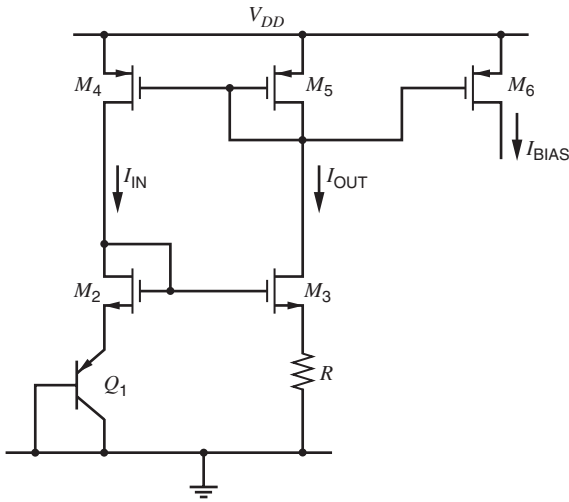 V_DD
M_4
M_5
M_6
I_IN
I_OUT
I_BIAS
M_2
M_3
Q_1
R